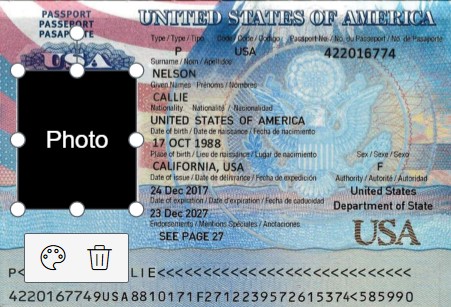 PASSPORT
PASSEPORT
PASAPORTE
UNITED STATES OF AMERICA
USA
Type / Type / Tipo Code / Code / Código Passport No. / No. du Passeport / No. de Pasaporte
P USA 422016774
Surname / Nom / Apellidos
NELSON
Given Names Prénoms / Nombres
CALLIE
Nationality Nationalité / Nacionalidad
UNITED STATES OF AMERICA
Date of birth / Date de naissance / Fecha de nacimiento
17 OCT 1988
Place of birth / Lieu de naissance / Lugar de nacimiento Sex / Sexe / Sexo
CALIFORNIA, USA F
Date of issue / Date de délivrance / Fecha de expedición Authority / Autorité / Autoridad
24 Dec 2017 United States
Date of expiration / Date d'expiration / Fecha de caducidad Department of State
23 Dec 2027
Endorsements / Mentions Spéciales / Anotaciones
SEE PAGE 27 USA
Photo
P< LIE<<<<<<<<<<<<<<<<<<<<<<<<<<<<
4220167749USA8810171F2712239572615374<585990